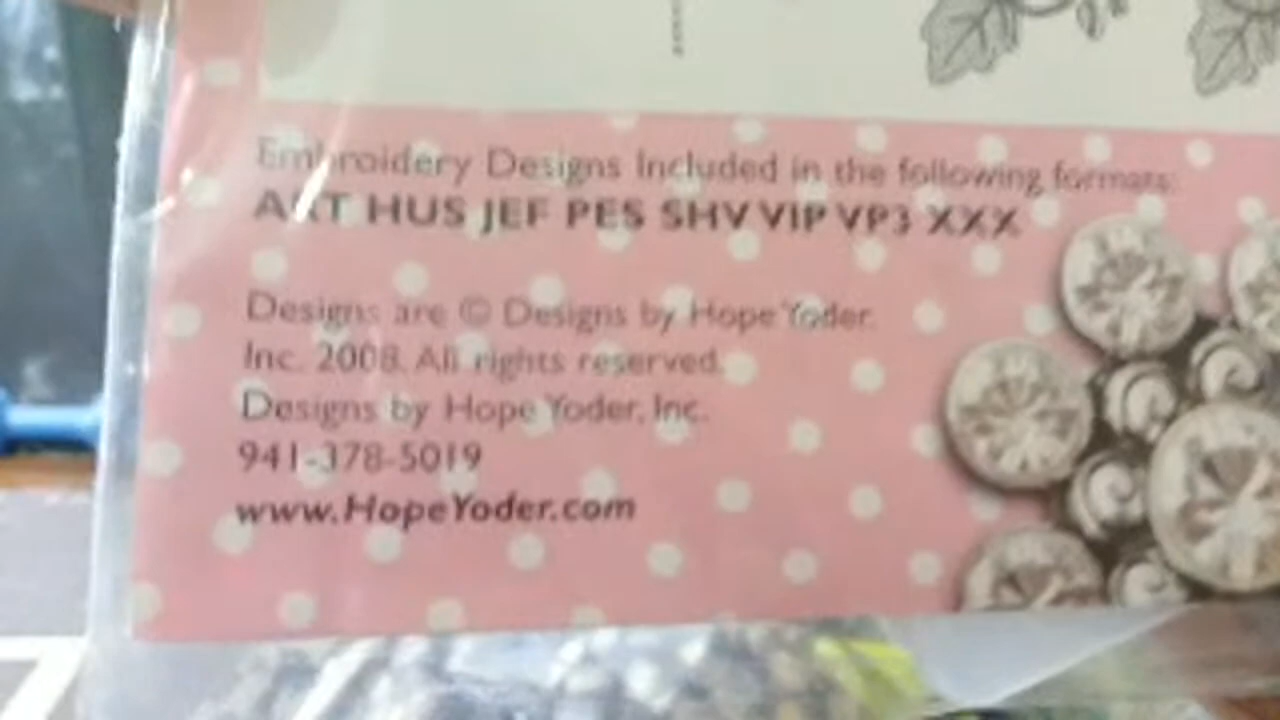 Embroidery Designs Included in the following formats:
ART HUS JEF PES SHV VIP VP3 XXX
Designs are © Designs by Hope Yoder.
Inc. 2008. All rights reserved.
Designs by Hope Yoder, Inc.
941-378-5019
www.HopeYoder.com